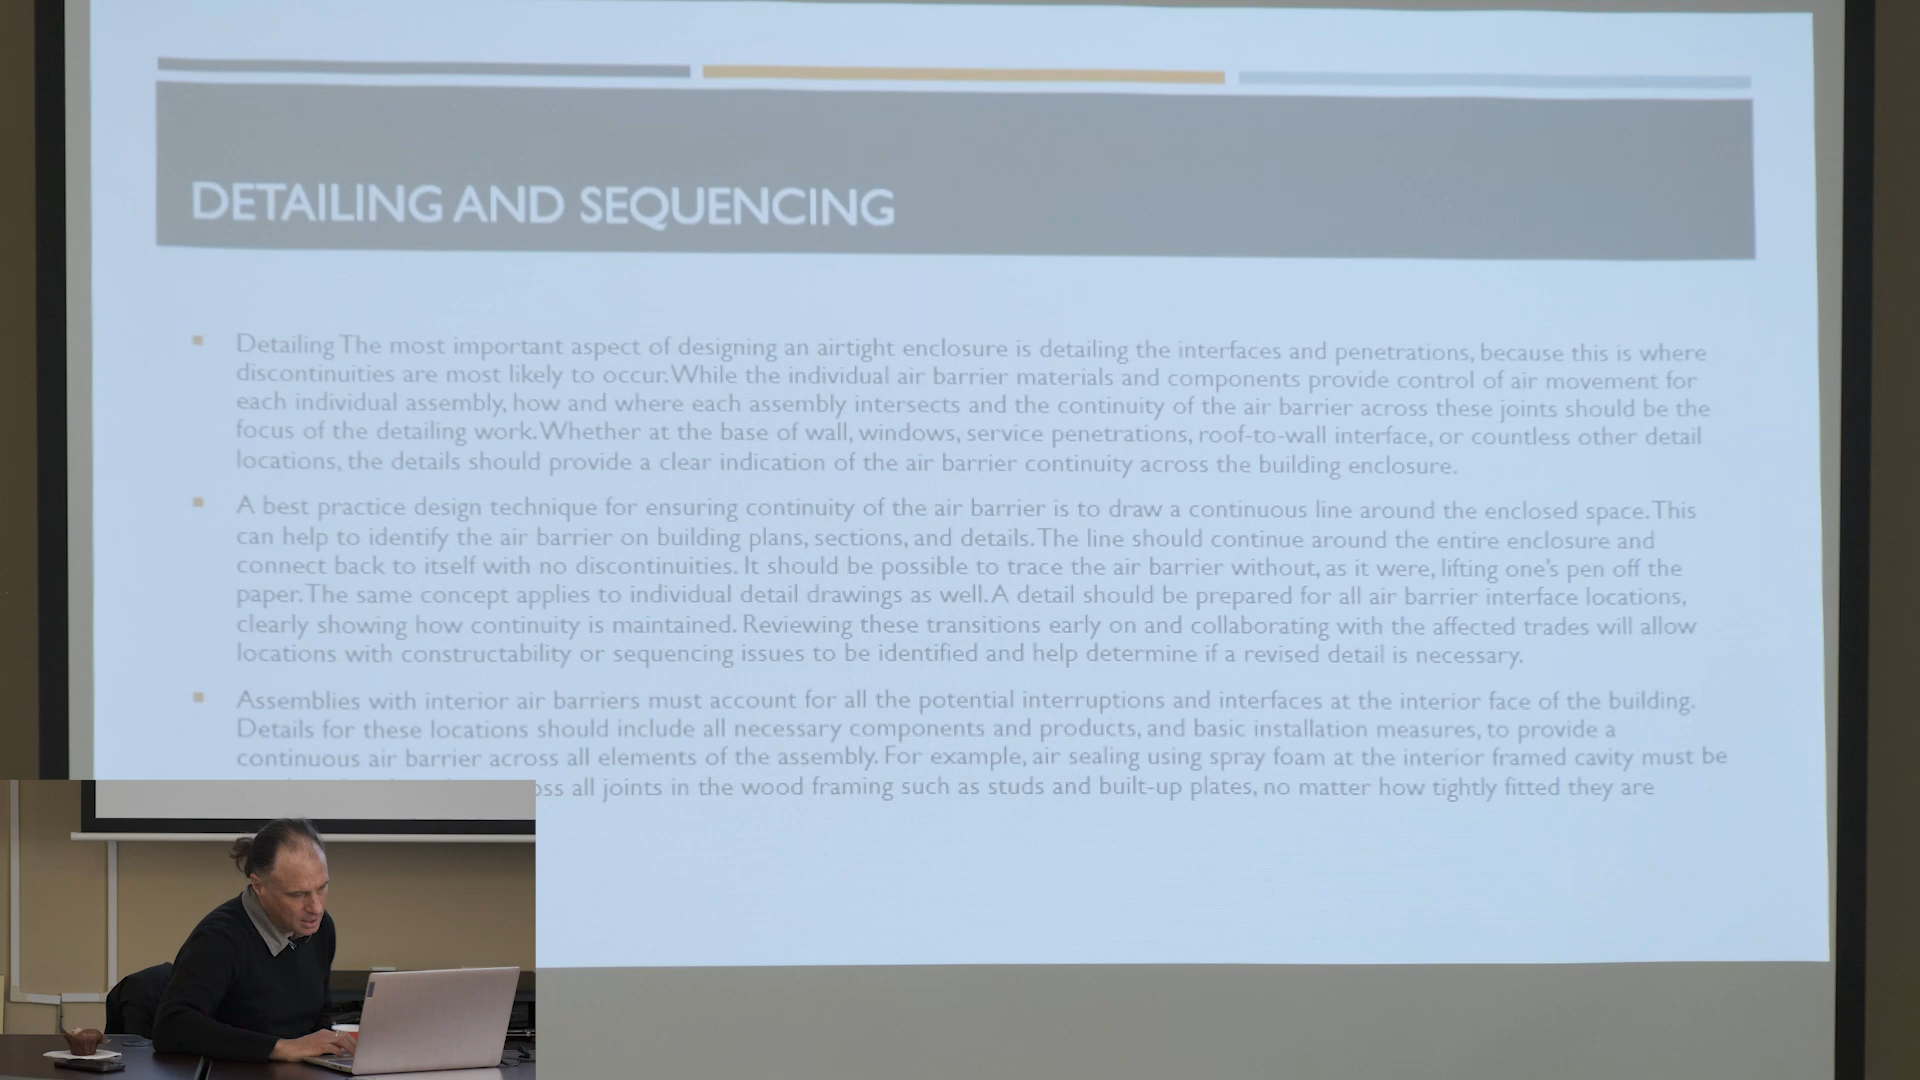 DETAILING AND SEQUENCING
Detailing The most important aspect of designing an airtight enclosure is detailing the interfaces and penetrations, because this is where
discontinuities are most likely to occur. While the individual air barrier materials and components provide control of air movement for
each individual assembly, how and where each assembly intersects and the continuity of the air barrier across these joints should be the
focus of the detailing work. Whether at the base of wall, windows, service penetrations, roof-to-wall interface, or countless other detail
locations, the details should provide a clear indication of the air barrier continuity across the building enclosure.
A best practice design technique for ensuring continuity of the air barrier is to draw a continuous line around the enclosed space. This
can help to identify the air barrier on building plans, sections, and details. The line should continue around the entire enclosure and
connect back to itself with no discontinuities. It should be possible to trace the air barrier without, as it were, lifting one's pen off the
paper. The same concept applies to individual detail drawings as well. A detail should be prepared for all air barrier interface locations,
clearly showing how continuity is maintained. Reviewing these transitions early on and collaborating with the affected trades will allow
locations with constructability or sequencing issues to be identified and help determine if a revised detail is necessary.
Assemblies with interior air barriers must account for all the potential interruptions and interfaces at the interior face of the building.
Details for these locations should include all necessary components and products, and basic installation measures, to provide a
continuous air barrier across all elements of the assembly. For example, air sealing using spray foam at the interior framed cavity must be
all joints in the wood framing such as studs and built-up plates, no matter how tightly fitted they are